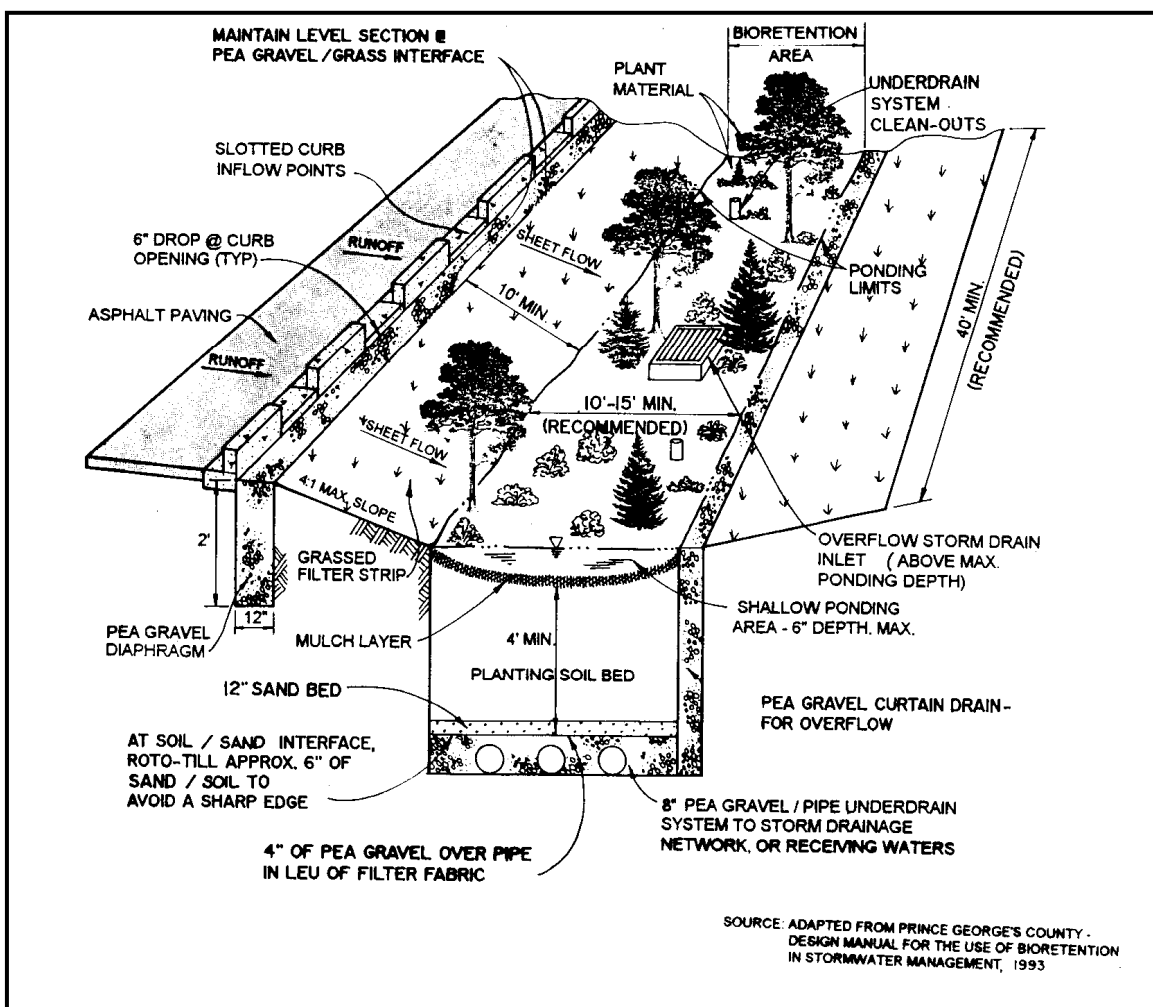 MAINTAIN LEVEL SECTION @
PEA GRAVEL/GRASS INTERFACE
BIORETENTION
AREA
PLANT
MATERIAL
UNDERDRAIN
SYSTEM
CLEAN-OUTS
SLOTTED CURB
INFLOW POINTS
6" DROP @ CURB
OPENING (TYP)
RUNOFF
SHEET FLOW
PONDING
LIMITS
ASPHALT PAVING
10' MIN.
40' MIN.
(RECOMMENDED)
RUNOFF
10'-15' MIN.
(RECOMMENDED)
SHEET FLOW
4:1 MAX. SLOPE
2'
GRASSED
FILTER STRIP
OVERFLOW STORM DRAIN
INLET (ABOVE MAX.
PONDING DEPTH)
12"
PEA GRAVEL
DIAPHRAGM
MULCH LAYER
4' MIN.
SHALLOW PONDING
AREA - 6" DEPTH. MAX.
PLANTING SOIL BED
12" SAND BED
PEA GRAVEL CURTAIN DRAIN-
FOR OVERFLOW
AT SOIL / SAND INTERFACE,
ROTO-TILL APPROX. 6" OF
SAND / SOIL TO
AVOID A SHARP EDGE
8" PEA GRAVEL / PIPE UNDERDRAIN
SYSTEM TO STORM DRAINAGE
NETWORK, OR RECEIVING WATERS
4" OF PEA GRAVEL OVER PIPE
IN LEU OF FILTER FABRIC
SOURCE: ADAPTED FROM PRINCE GEORGE'S COUNTY -
DESIGN MANUAL FOR THE USE OF BIORETENTION
IN STORMWATER MANAGEMENT, 1993